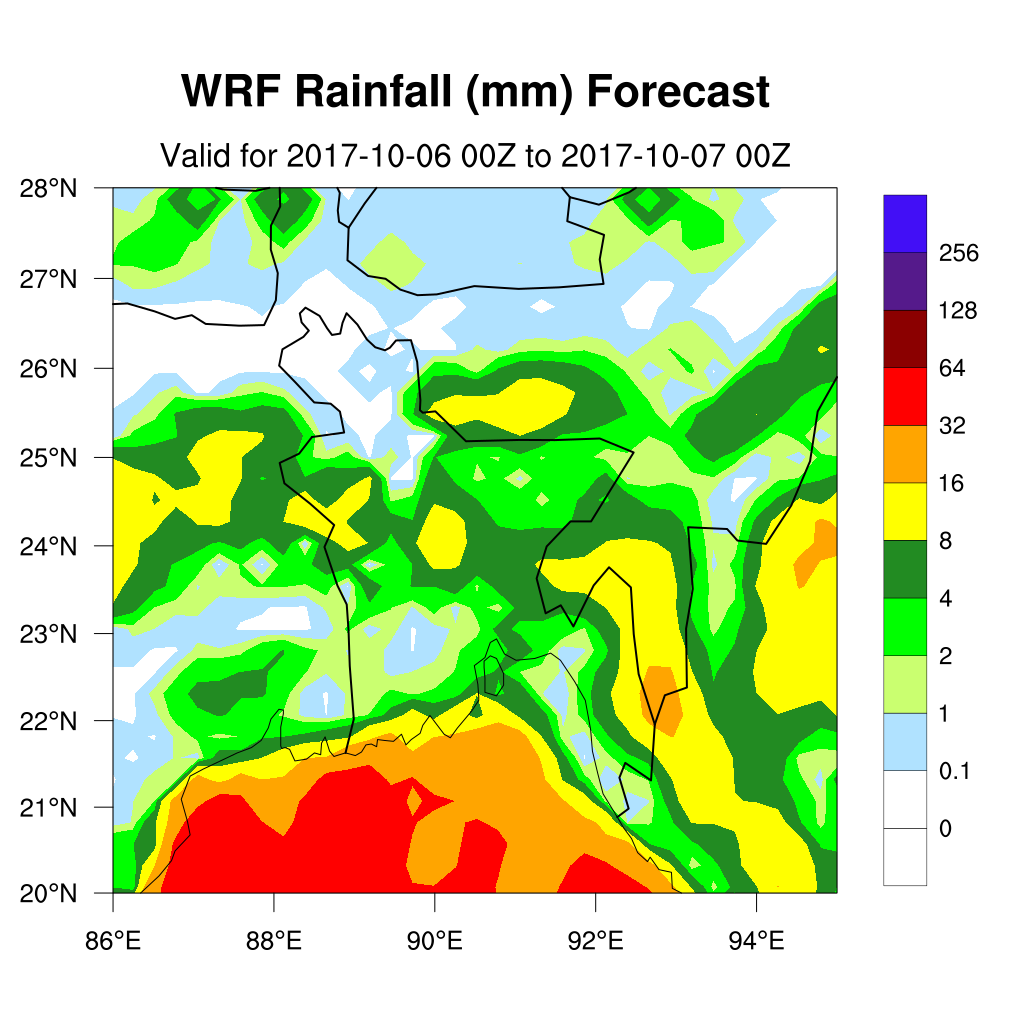 WRF Rainfall (mm) Forecast
Valid for 2017-10-06 00Z to 2017-10-07 00Z
28°N
27°N
26°N
25°N
24°N
23°N
22°N
21°N
20°N
86°E 88°E 90°E 92°E 94°E
256
128
64
32
16
8
4
2
1
0.1
0